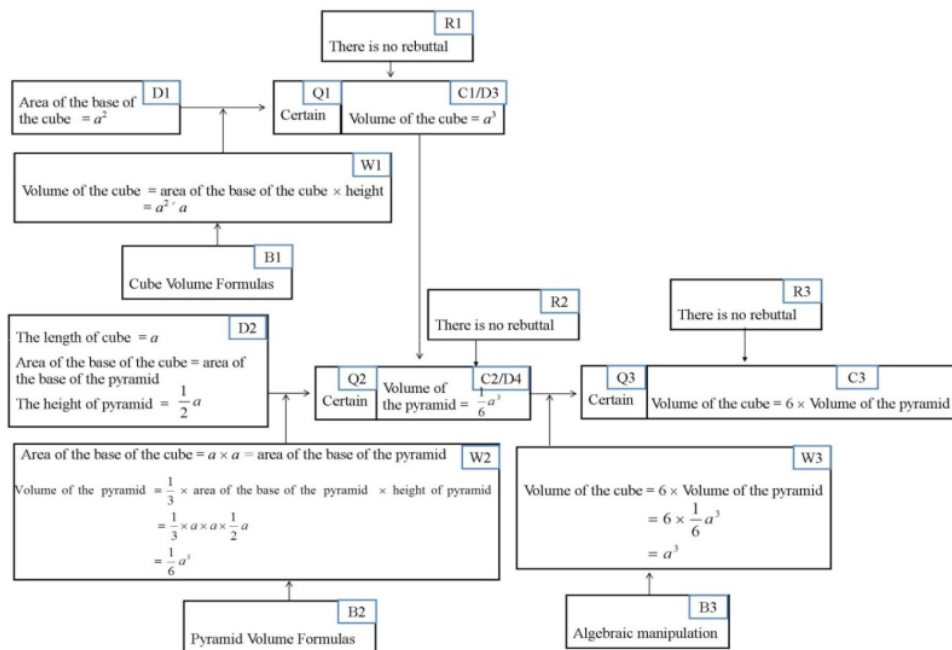 R1
There is no rebuttal
D1
Area of the base of
the cube = a²
Q1
Certain
C1/D3
Volume of the cube = a³
W1
Volume of the cube = area of the base of the cube × height
= a² · a
B1
Cube Volume Formulas
D2
The length of cube = a
Area of the base of the cube = area of
the base of the pyramid
The height of pyramid = 1/2 a
R2
There is no rebuttal
R3
There is no rebuttal
Q2
Certain
C2/D4
Volume of
the pyramid = 1/6 a³
Q3
Certain
C3
Volume of the cube = 6 × Volume of the pyramid
W2
Area of the base of the cube = a × a = area of the base of the pyramid
Volume of the pyramid = 1/3 × area of the base of the pyramid × height of pyramid
= 1/3 × a × a × 1/2 a
= 1/6 a³
W3
Volume of the cube = 6 × Volume of the pyramid
= 6 × 1/6 a³
= a³
B2
Pyramid Volume Formulas
B3
Algebraic manipulation